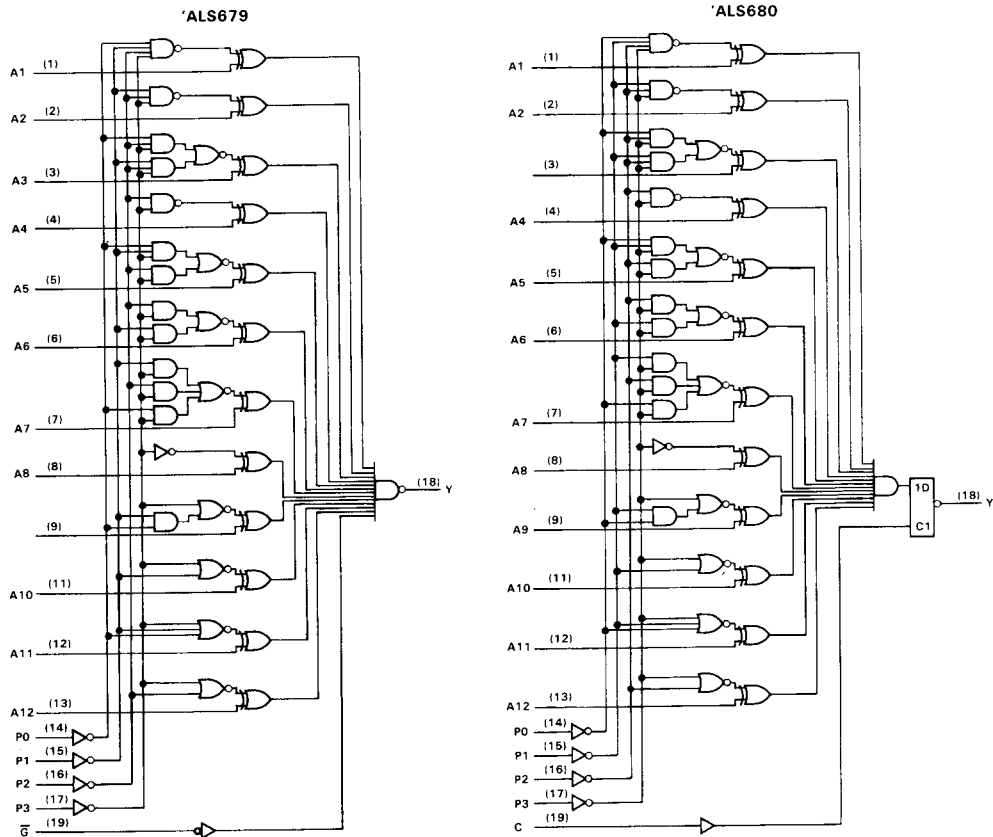 'ALS679
A1 (1)
A2 (2)
A3 (3)
A4 (4)
A5 (5)
A6 (6)
A7 (7)
A8 (8)
(9)
A10 (11)
A11 (12)
A12 (13)
P0 (14)
P1 (15)
P2 (16)
P3 (17)
G (19)
(18) Y
'ALS680
A1 (1)
A2 (2)
(3)
A4 (4)
A5 (5)
A6 (6)
A7 (7)
A8 (8)
A9 (9)
A10 (11)
A11 (12)
A12 (13)
P0 (14)
P1 (15)
P2 (16)
P3 (17)
C (19)
1D
C1
(18) Y